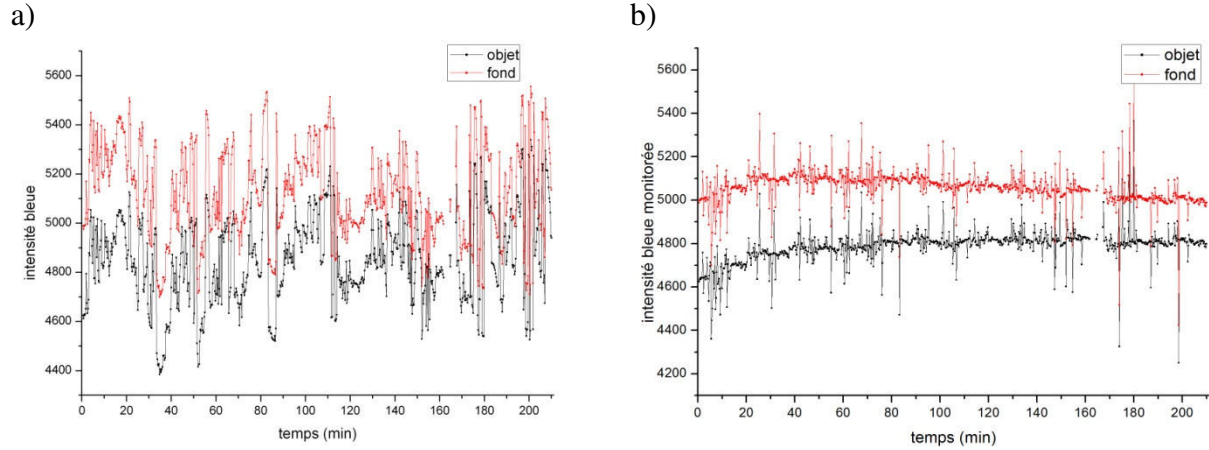 a)
b)
objet
fond
5600
5400
5200
5000
4800
4600
4400
intensité bleue
0 20 40 60 80 100 120 140 160 180 200
temps (min)
objet
fond
5600
5400
5200
5000
4800
4600
4400
4200
intensité bleue monitorée
0 20 40 60 80 100 120 140 160 180 200
temps (min)